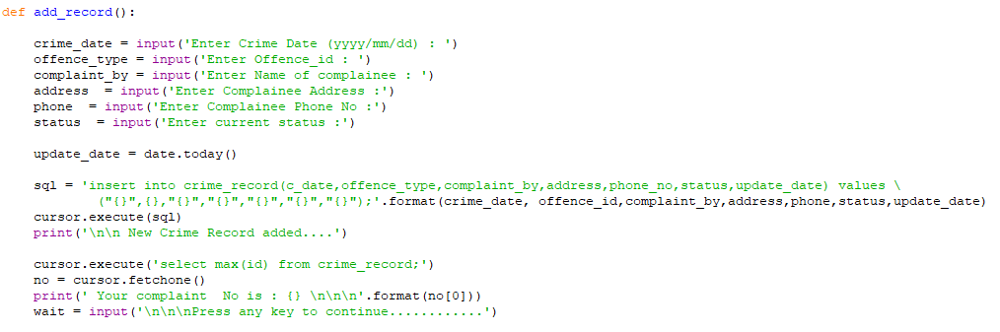 def add_record():
    crime_date = input('Enter Crime Date (yyyy/mm/dd) : ')
    offence_type = input('Enter Offence_id : ')
    complaint_by = input('Enter Name of complainee : ')
    address  = input('Enter Complainee Address :')
    phone  = input('Enter Complainee Phone No :')
    status  = input('Enter current status :')
    update_date = date.today()
    sql = 'insert into crime_record(c_date,offence_type,complaint_by,address,phone_no,status,update_date) values \
            ("{}",{},"{}","{}","{}","{}","{}");'.format(crime_date, offence_id,complaint_by,address,phone,status,update_date)
    cursor.execute(sql)
    print('\n\n New Crime Record added....')
    cursor.execute('select max(id) from crime_record;')
    no = cursor.fetchone()
    print(' Your complaint  No is : {} \n\n\n'.format(no[0]))
    wait = input('\n\n\nPress any key to continue............')